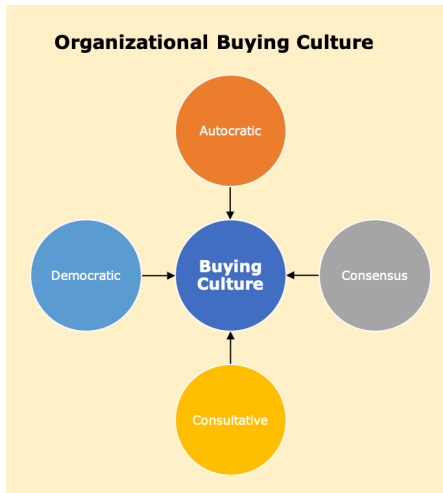 Organizational Buying Culture
Autocratic
Democratic
Buying
Culture
Consensus
Consultative